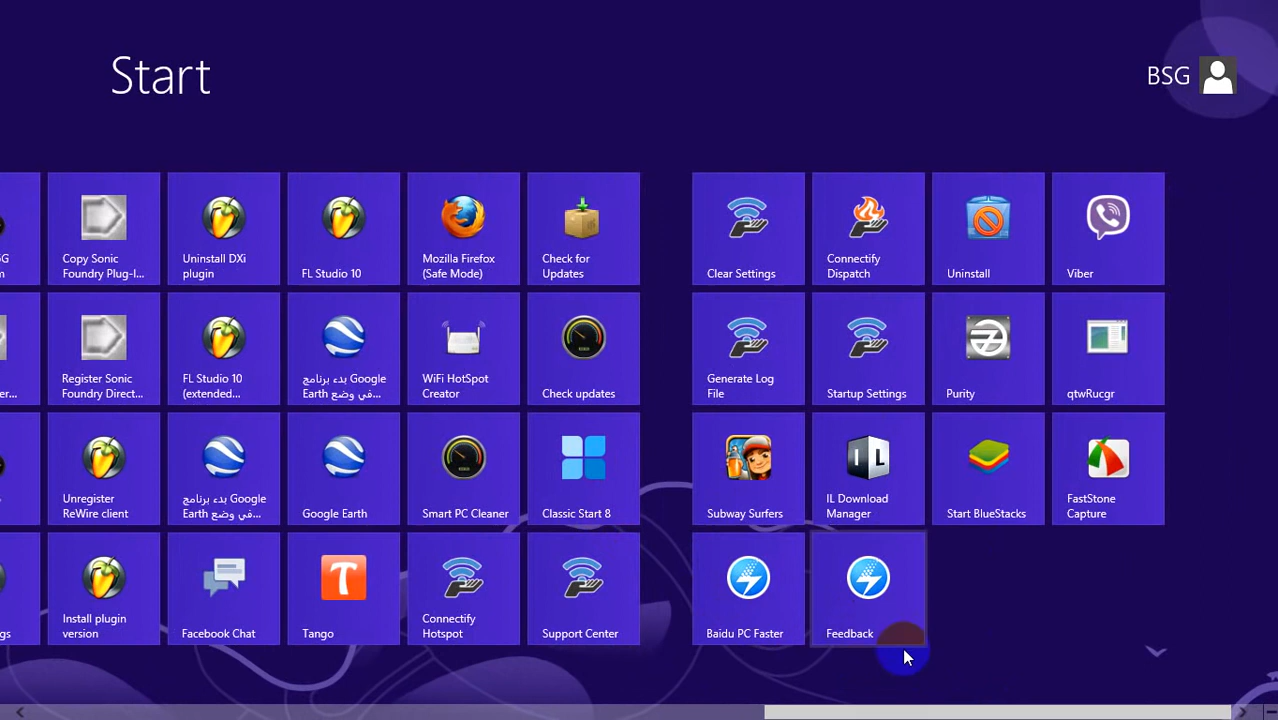 Start
BSG
Copy Sonic
Foundry Plug-I...
Uninstall DXi
plugin
FL Studio 10
Mozilla Firefox
(Safe Mode)
Check for
Updates
Clear Settings
Connectify
Dispatch
Uninstall
Viber
er...
Register Sonic
Foundry Direct...
FL Studio 10
(extended...
بدء برنامج Google
Earth في وضع...
WiFi HotSpot
Creator
Check updates
Generate Log
File
Startup Settings
Purity
qtwRucgr
Unregister
ReWire client
بدء برنامج Google
Earth في وضع...
Google Earth
Smart PC Cleaner
Classic Start 8
Subway Surfers
IL Download
Manager
Start BlueStacks
FastStone
Capture
gs
Install plugin
version
Facebook Chat
Tango
Connectify
Hotspot
Support Center
Baidu PC Faster
Feedback